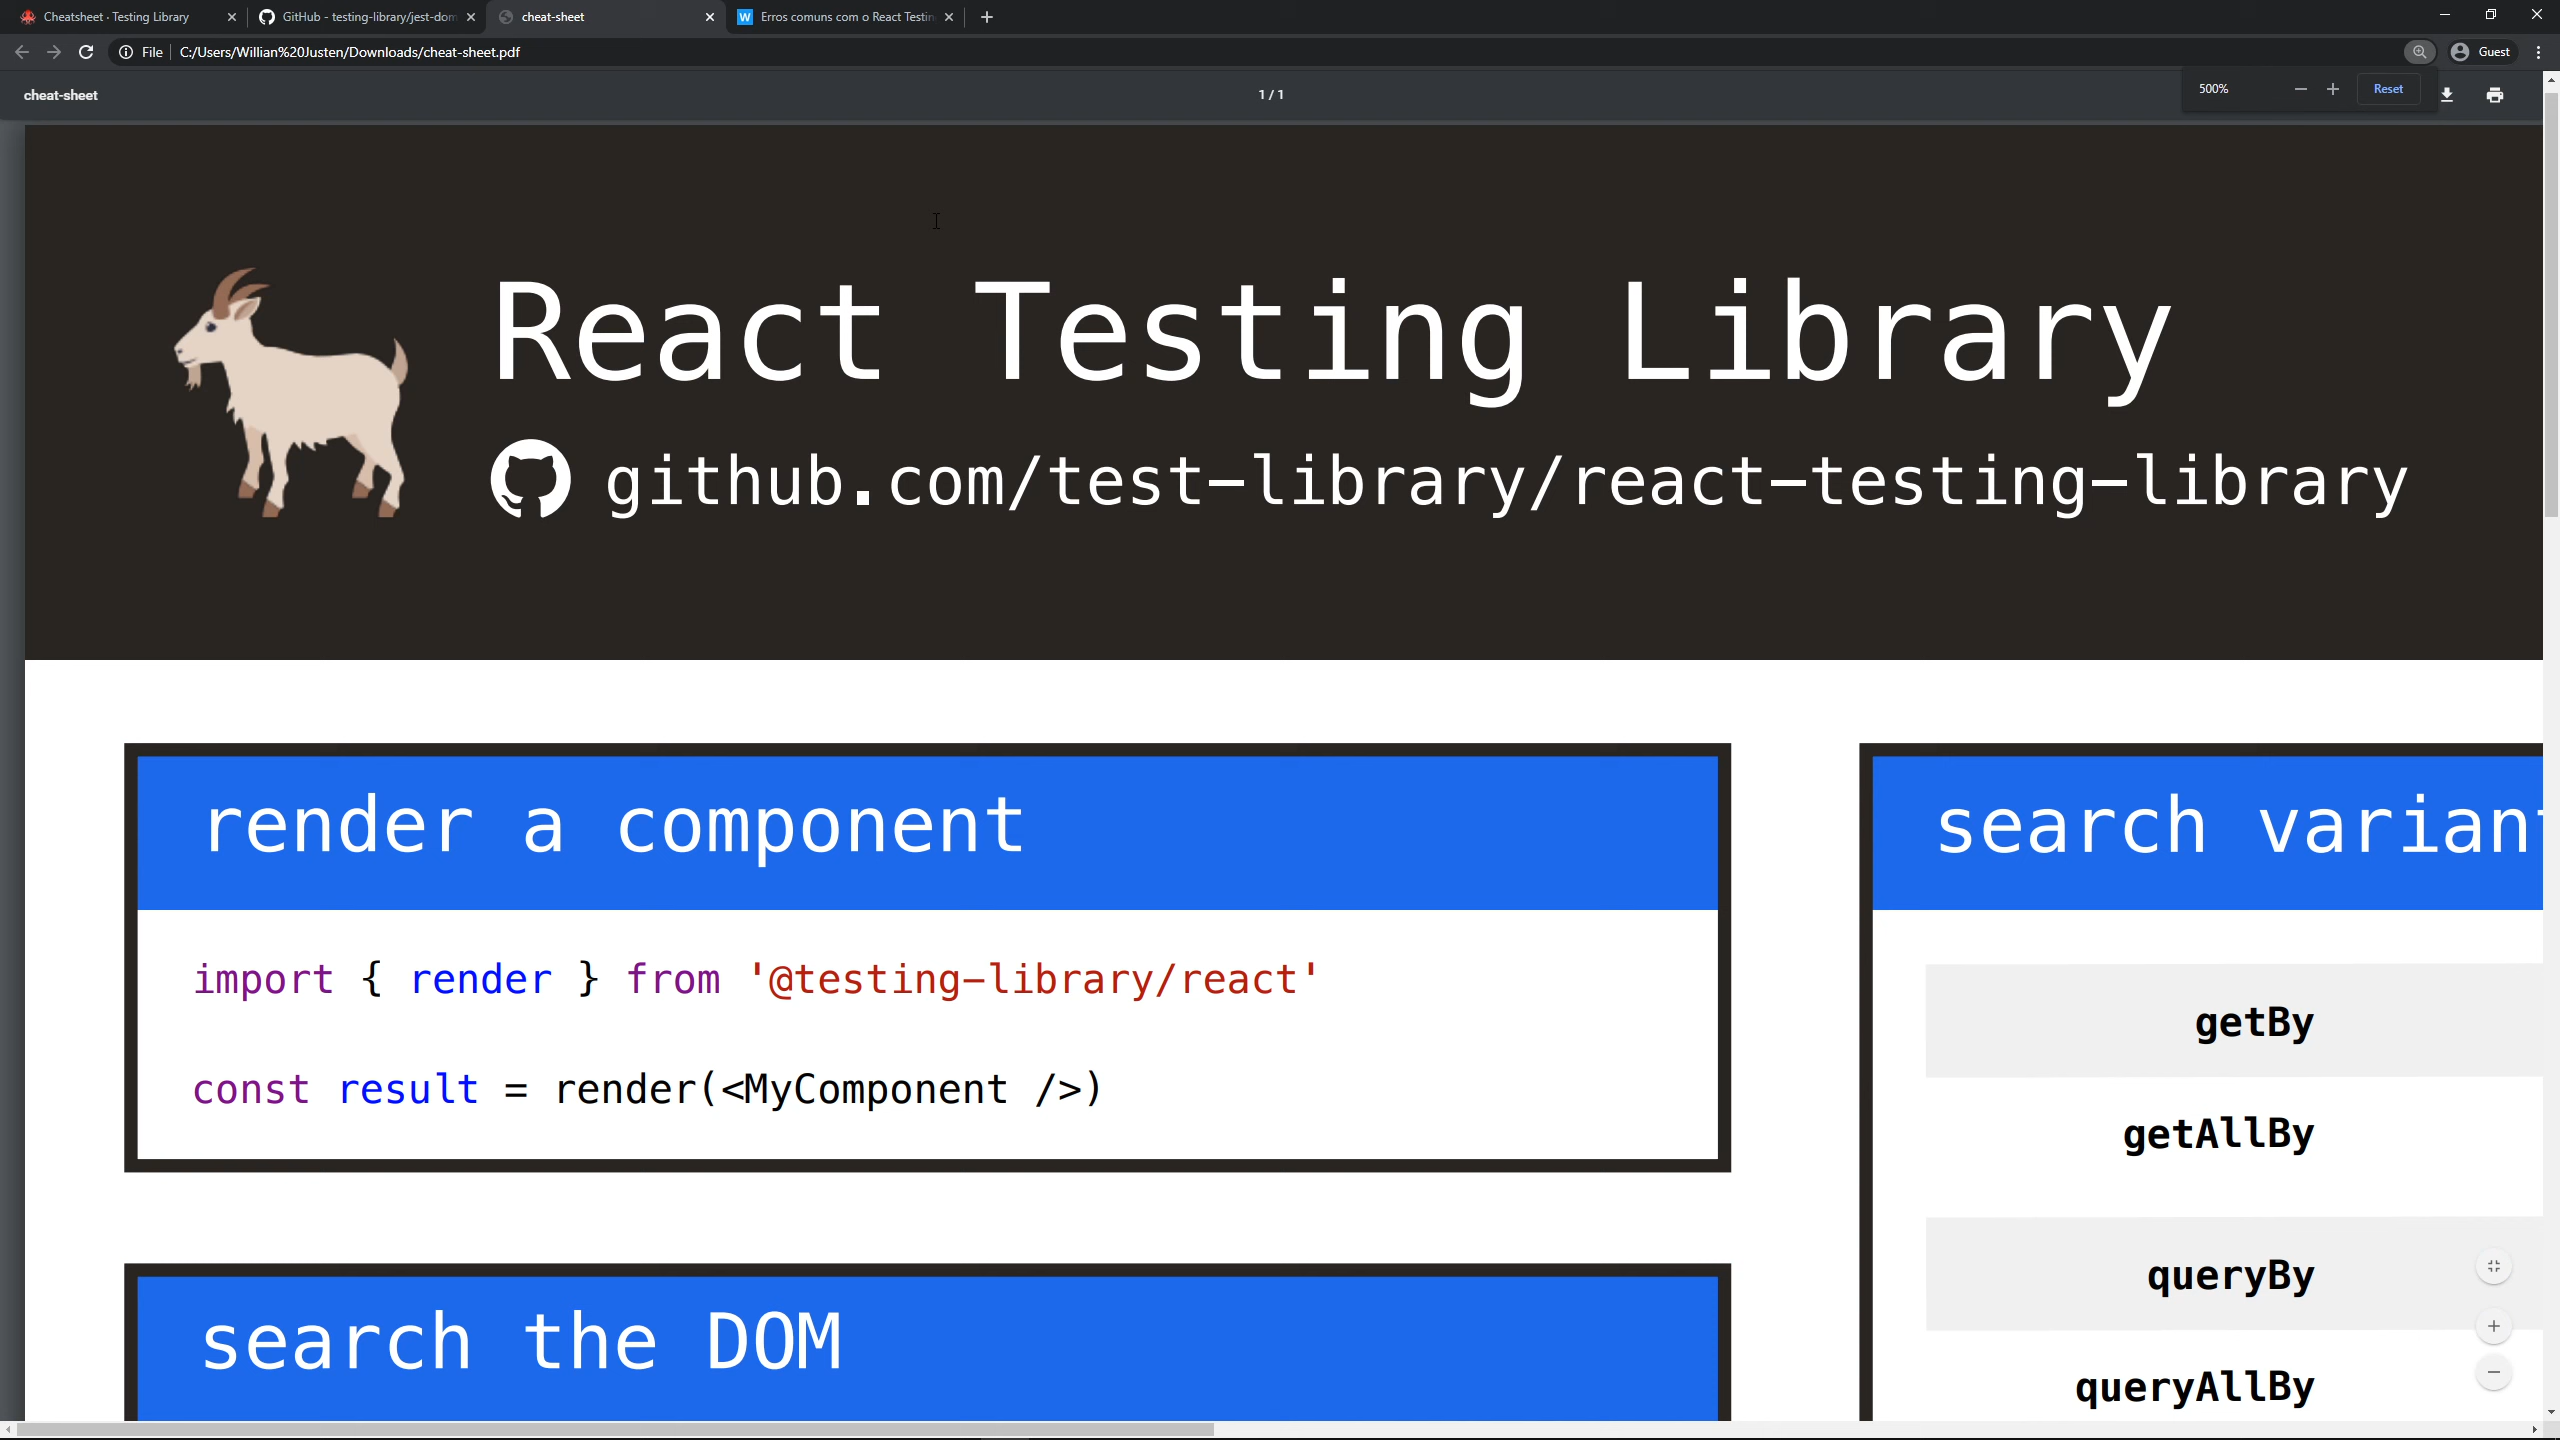 Cheatsheet · Testing Library
GitHub - testing-library/jest-dom
cheat-sheet
Erros comuns com o React Testin
File
C:/Users/Willian%20Justen/Downloads/cheat-sheet.pdf
Guest
cheat-sheet
1 / 1
500%
Reset
React Testing Library
github.com/test-library/react-testing-library
render a component
import { render } from '@testing-library/react'
const result = render(<MyComponent />)
search the DOM
search variant
getBy
getAllBy
queryBy
queryAllBy